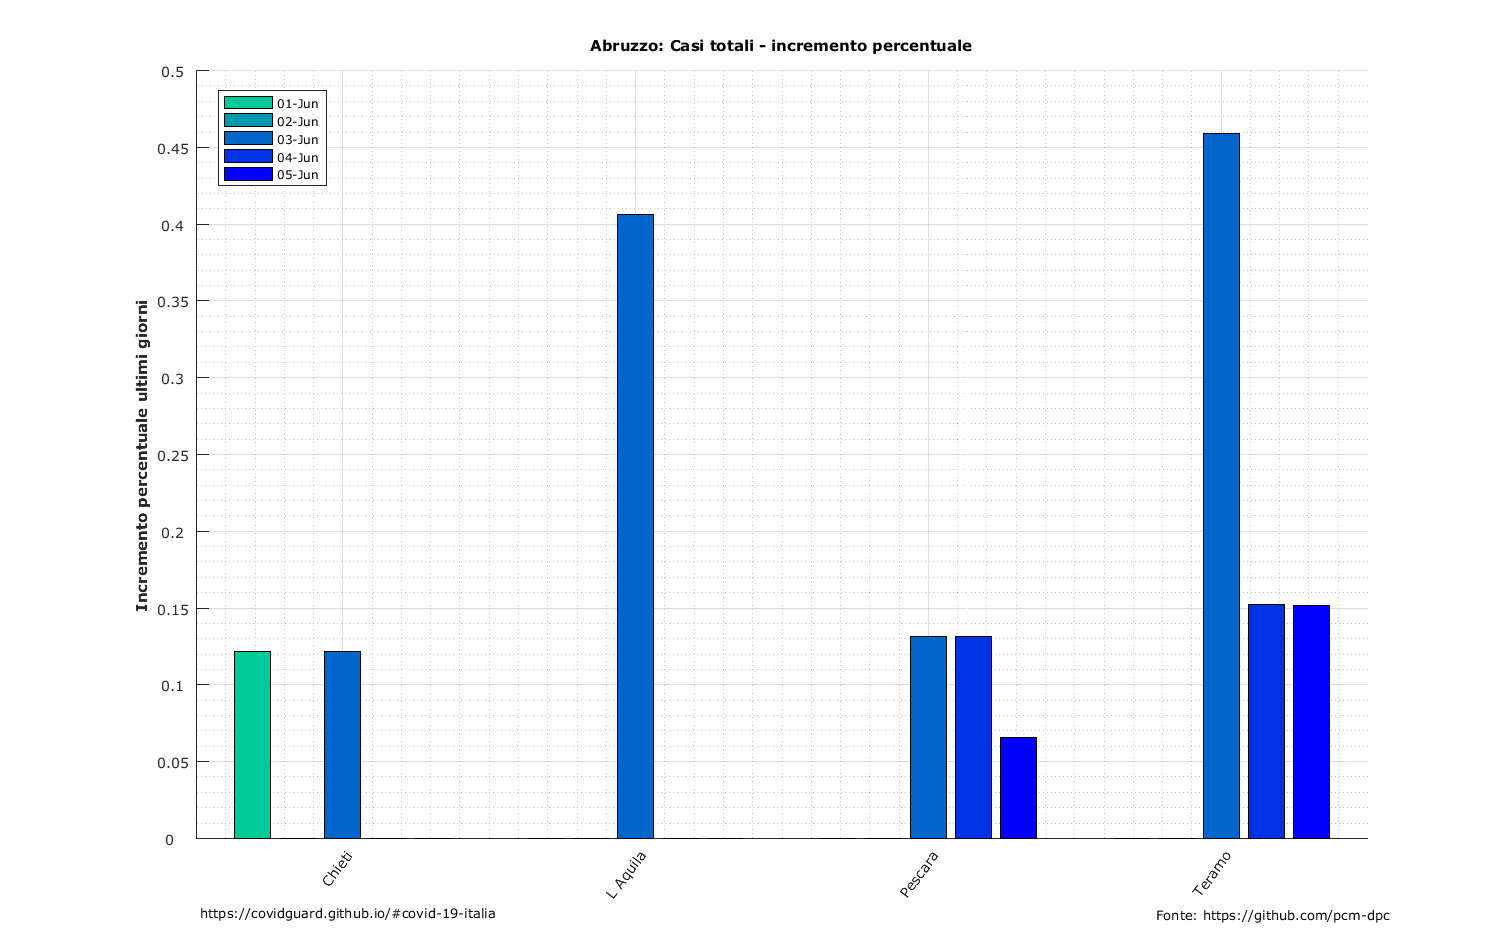 Abruzzo: Casi totali - incremento percentuale
0.5
0.45
0.4
0.35
0.3
0.25
0.2
0.15
0.1
0.05
0
Incremento percentuale ultimi giorni
01-Jun
02-Jun
03-Jun
04-Jun
05-Jun
Chieti
L Aquila
Pescara
Teramo
https://covidguard.github.io/#covid-19-italia
Fonte: https://github.com/pcm-dpc